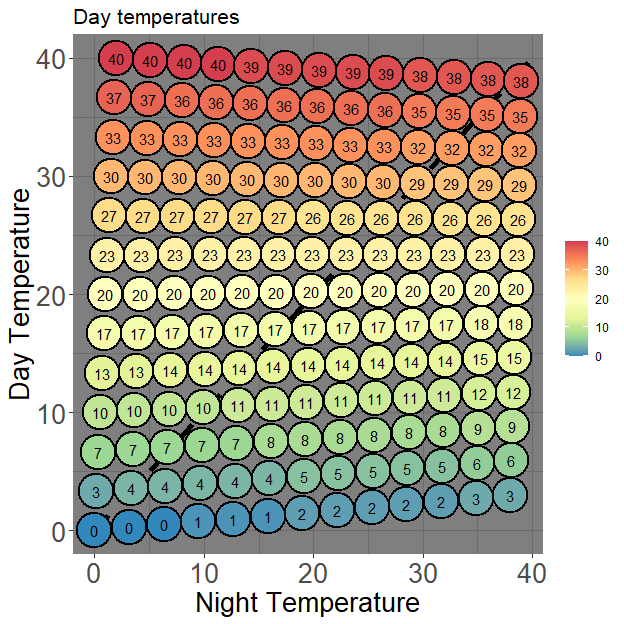 Day temperatures
40 40 40 40 40 39 39 39 39 39 38 38 38 38
37 37 36 36 36 36 36 36 36 35 35 35 35
33 33 33 33 33 33 33 33 33 32 32 32 32
30 30 30 30 30 30 30 30 30 30 29 29 29 29
27 27 27 27 27 27 26 26 26 26 26 26 26
23 23 23 23 23 23 23 23 23 23 23 23 23
20 20 20 20 20 20 20 20 20 20 20 20 20 20
17 17 17 17 17 17 17 17 17 17 17 18 18
13 13 14 14 14 14 14 14 14 14 14 15 15
10 10 10 10 10 11 11 11 11 11 11 11 12 12
7 7 7 7 7 8 8 8 8 8 8 9 9
3 4 4 4 4 4 5 5 5 5 5 6 6
0 0 0 0 1 1 1 2 2 2 2 2 3 3
0 10 20 30 40
Night Temperature
Day Temperature
40
30
20
10
0